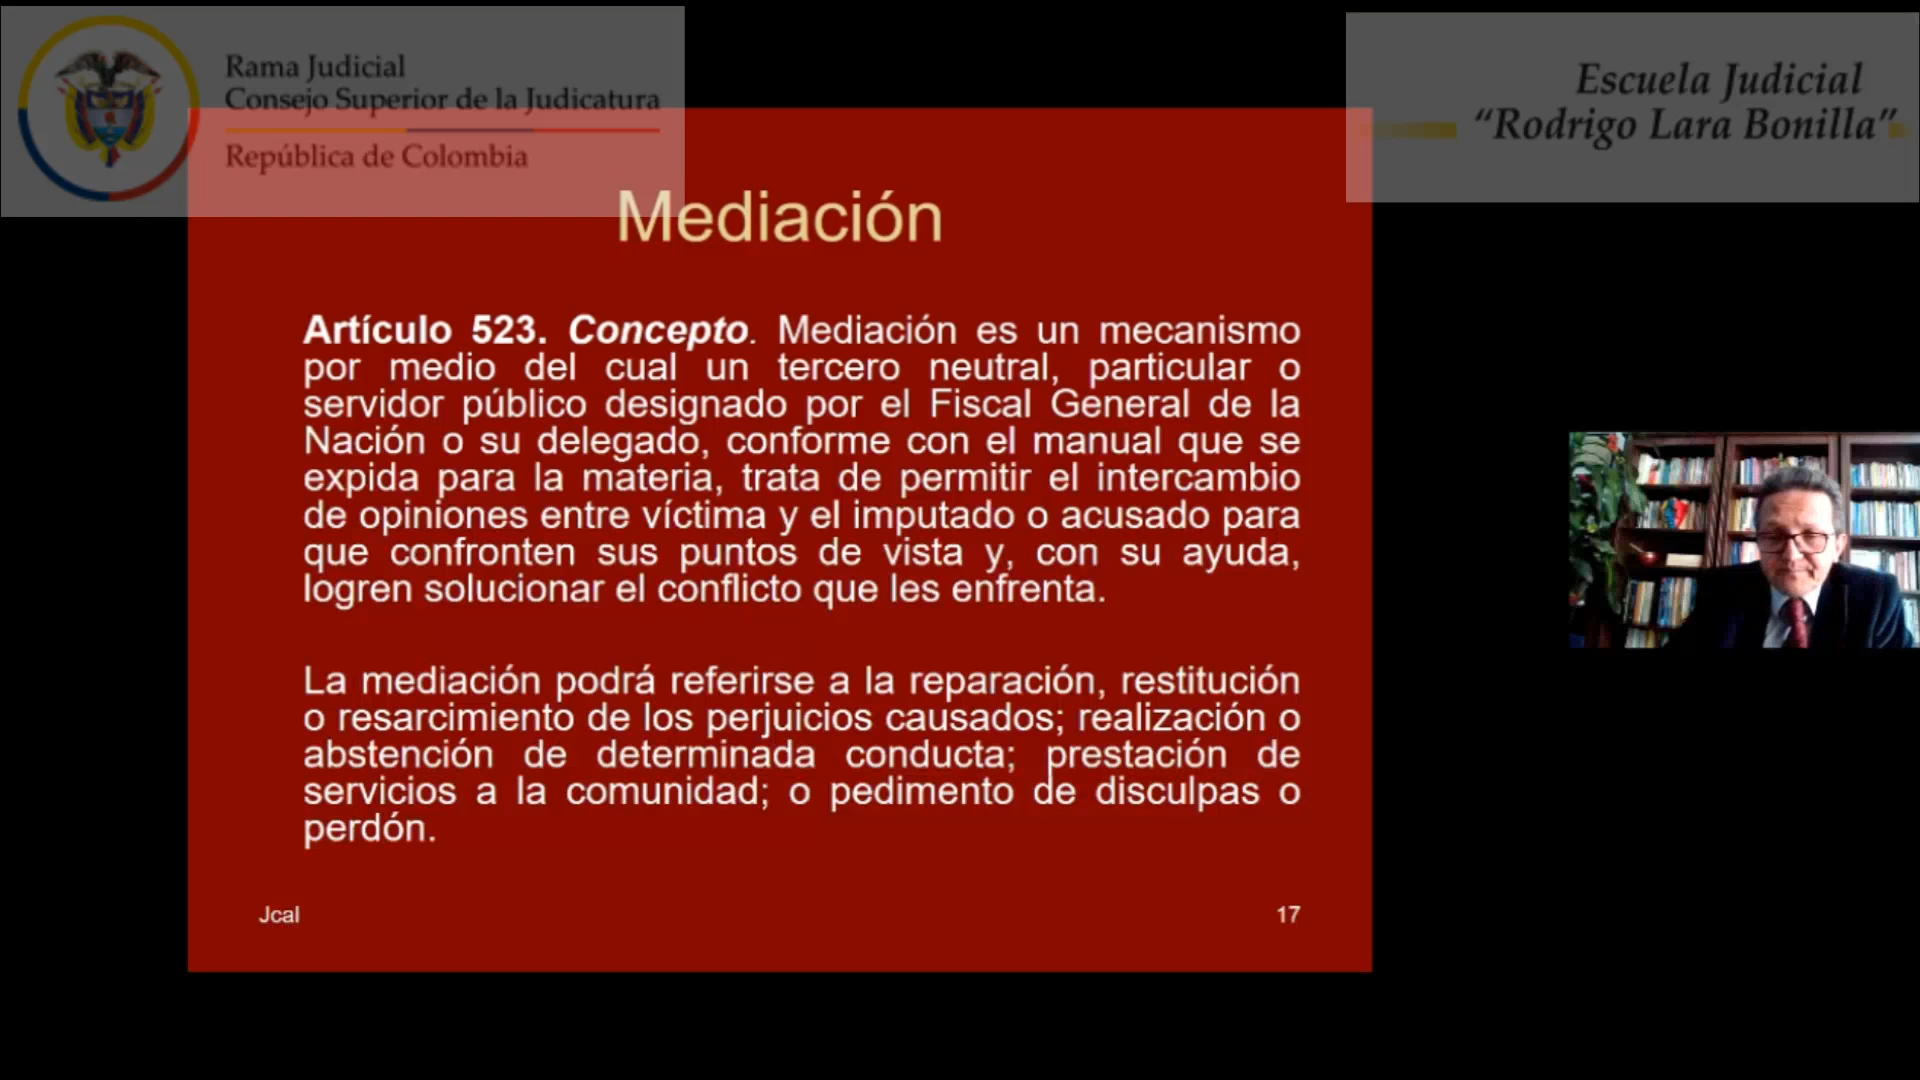 Rama Judicial
Consejo Superior de la Judicatura
República de Colombia
Escuela Judicial
“Rodrigo Lara Bonilla”
Mediación
Artículo 523. Concepto. Mediación es un mecanismo
por medio del cual un tercero neutral, particular o
servidor público designado por el Fiscal General de la
Nación o su delegado, conforme con el manual que se
expida para la materia, trata de permitir el intercambio
de opiniones entre víctima y el imputado o acusado para
que confronten sus puntos de vista y, con su ayuda,
logren solucionar el conflicto que les enfrenta.
La mediación podrá referirse a la reparación, restitución
o resarcimiento de los perjuicios causados; realización o
abstención de determinada conducta; prestación de
servicios a la comunidad; o pedimento de disculpas o
perdón.
Jcal
17